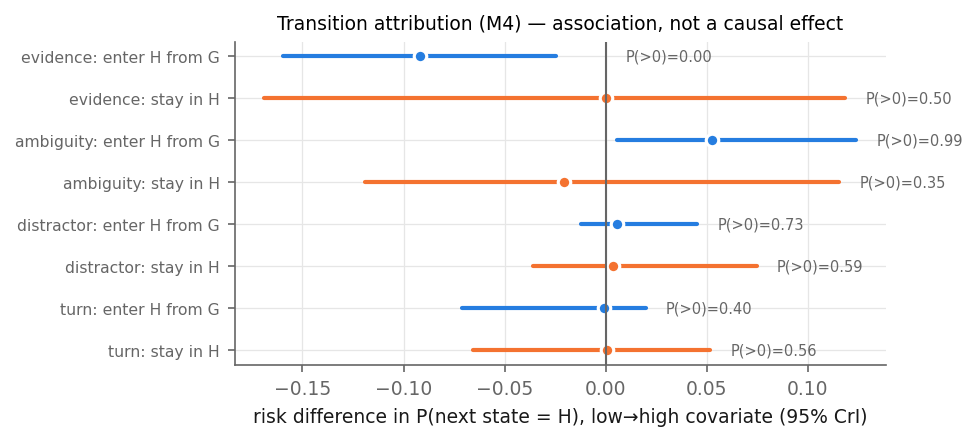 Transition attribution (M4) — association, not a causal effect
evidence: enter H from G
P(>0)=0.00
evidence: stay in H
P(>0)=0.50
ambiguity: enter H from G
P(>0)=0.99
ambiguity: stay in H
P(>0)=0.35
distractor: enter H from G
P(>0)=0.73
distractor: stay in H
P(>0)=0.59
turn: enter H from G
P(>0)=0.40
turn: stay in H
P(>0)=0.56
−0.15 −0.10 −0.05 0.00 0.05 0.10
risk difference in P(next state = H), low→high covariate (95% CrI)